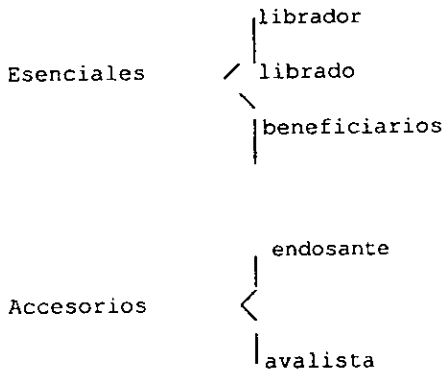 librador
Esenciales librado
beneficiarios
endosante
Accesorios
avalista